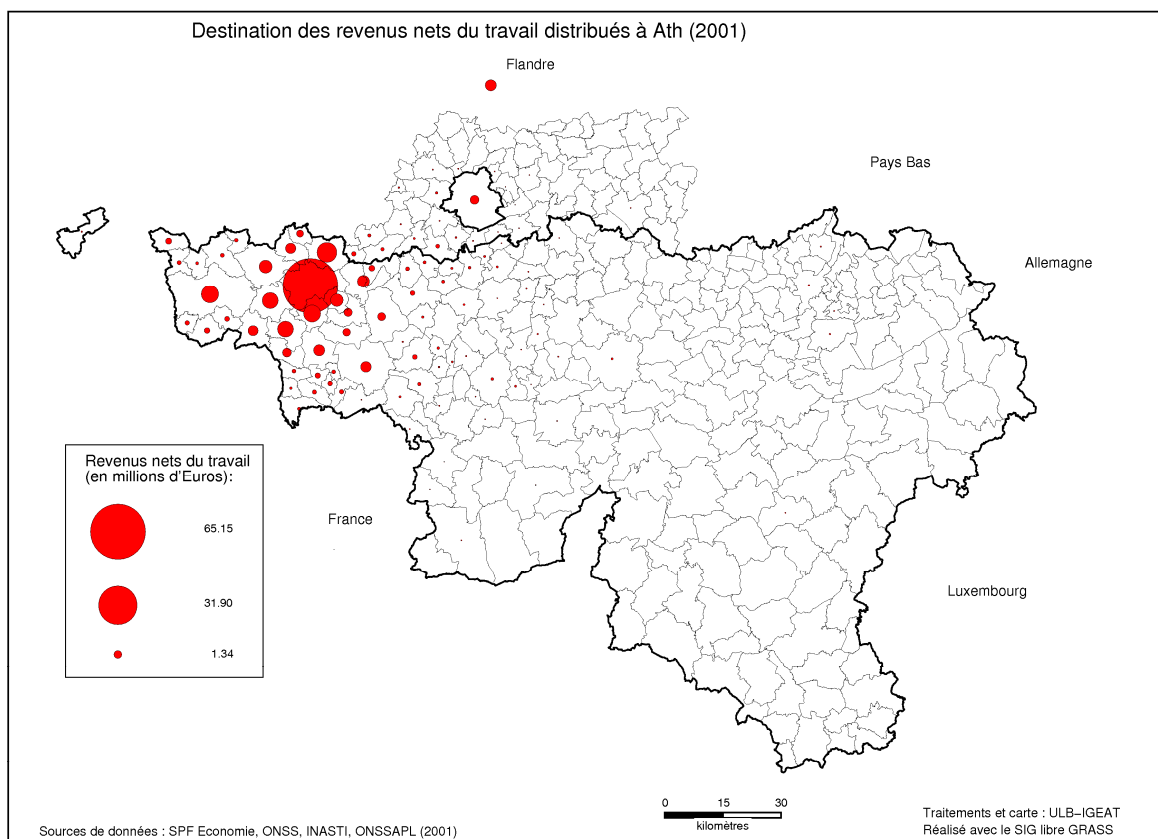 Destination des revenus nets du travail distribués à Ath (2001)
Flandre
Pays Bas
Allemagne
Revenus nets du travail
(en millions d'Euros):
65.15
31.90
1.34
France
Luxembourg
0 15 30
kilomètres
Sources de données : SPF Economie, ONSS, INASTI, ONSSAPL (2001)
Traitements et carte : ULB-IGEAT
Réalisé avec le SIG libre GRASS